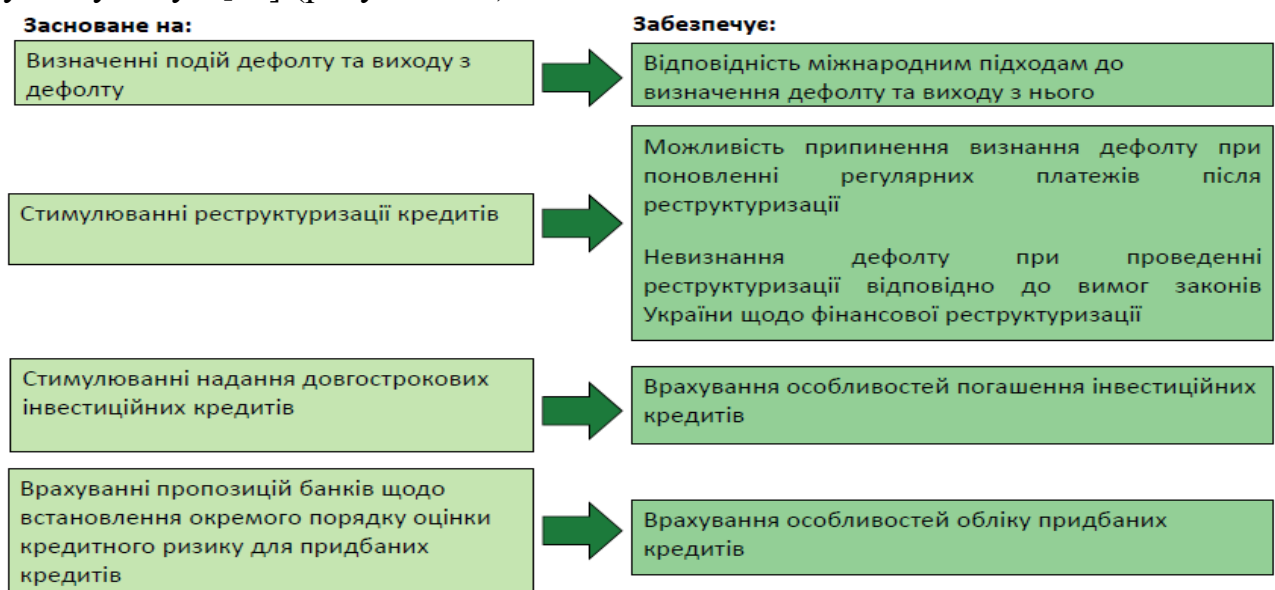 Засноване на:
Забезпечує:
Визначенні подій дефолту та виходу з
дефолту
Відповідність міжнародним підходам до
визначення дефолту та виходу з нього
Стимулюванні реструктуризації кредитів
Можливість припинення визнання дефолту при
поновленні регулярних платежів після
реструктуризації
Невизнання дефолту при проведенні
реструктуризації відповідно до вимог законів
України щодо фінансової реструктуризації
Стимулюванні надання довгострокових
інвестиційних кредитів
Врахування особливостей погашення інвестиційних
кредитів
Врахуванні пропозицій банків щодо
встановлення окремого порядку оцінки
кредитного ризику для придбаних
кредитів
Врахування особливостей обліку придбаних
кредитів